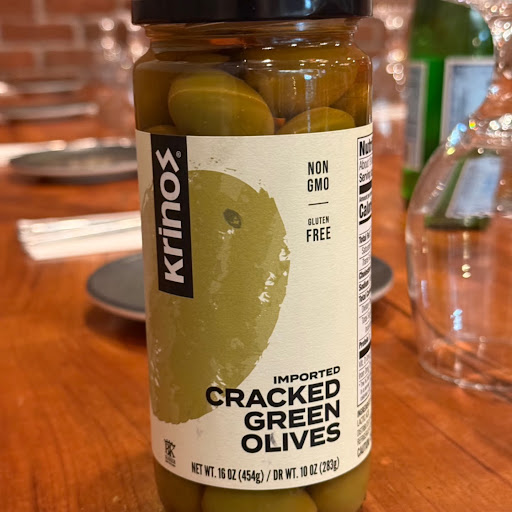 Krinos®
NON
GMO
GLUTEN
FREE
IMPORTED
CRACKED
GREEN
OLIVES
NET WT. 16 OZ (454g) / DR WT. 10 OZ (283g)